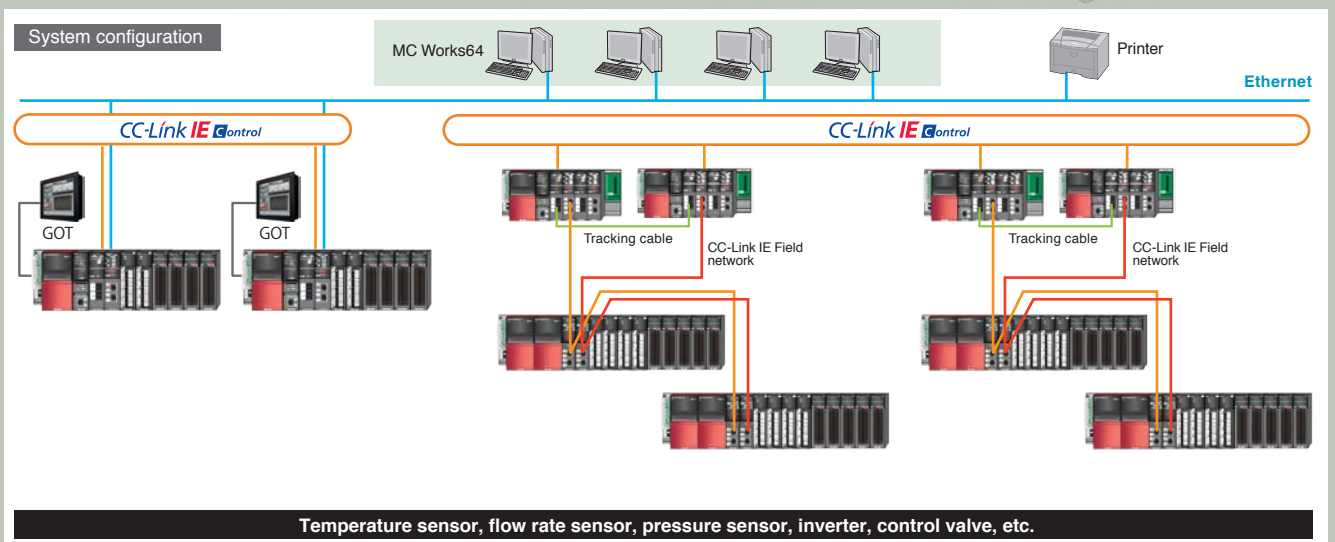 System configuration
MC Works64
Printer
Ethernet
CC-Link IE Control
CC-Link IE Control
GOT
GOT
Tracking cable
CC-Link IE Field
network
Tracking cable
CC-Link IE Field
network
Temperature sensor, flow rate sensor, pressure sensor, inverter, control valve, etc.